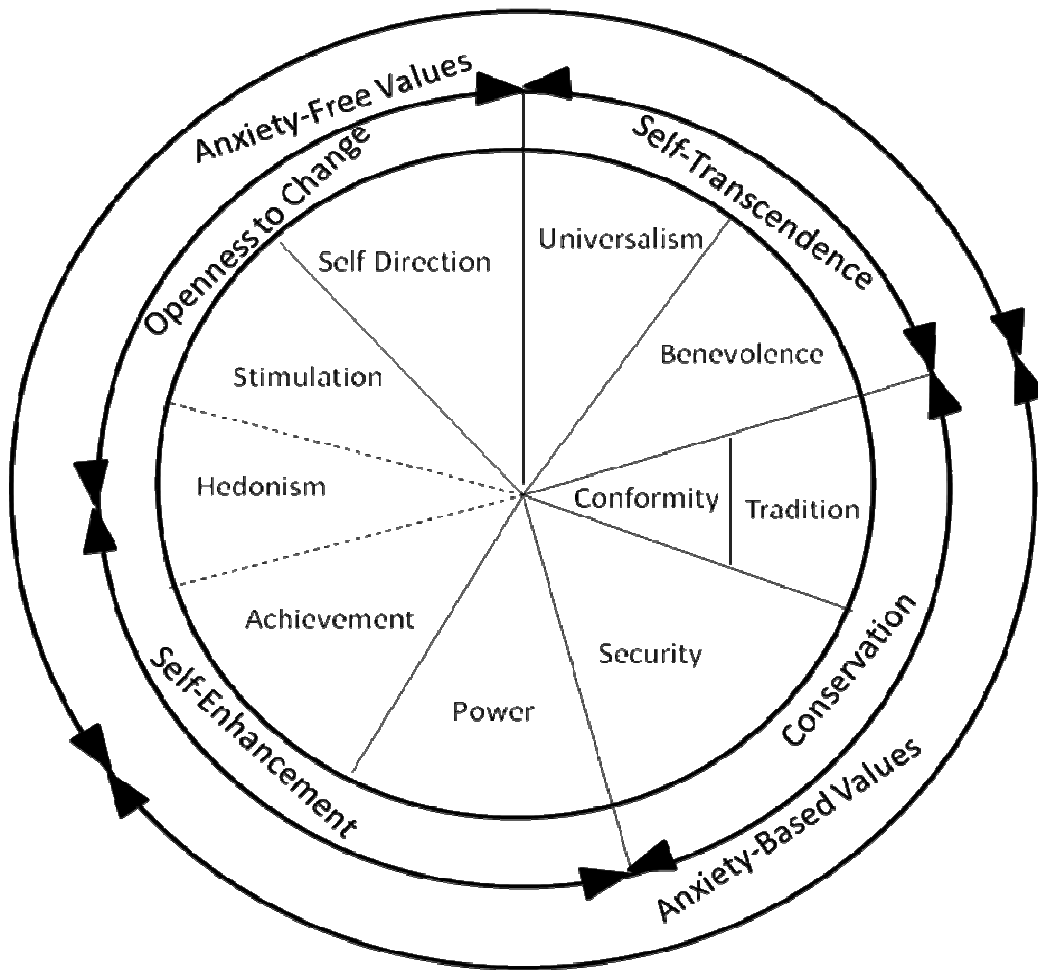 Anxiety-Free Values
Self-Transcendence
Openness to Change
Universalism
Self Direction
Benevolence
Stimulation
Hedonism
Conformity
Tradition
Achievement
Security
Conservation
Self-Enhancement
Power
Anxiety-Based Values